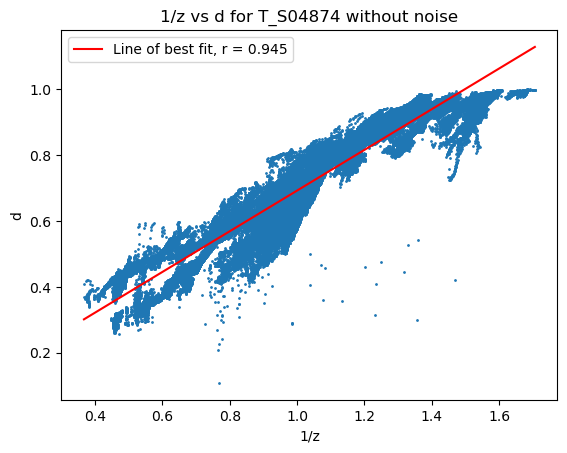 1/z vs d for T_S04874 without noise
Line of best fit, r = 0.945
1.0
0.8
0.6
0.4
0.2
d
0.4 0.6 0.8 1.0 1.2 1.4 1.6
1/z